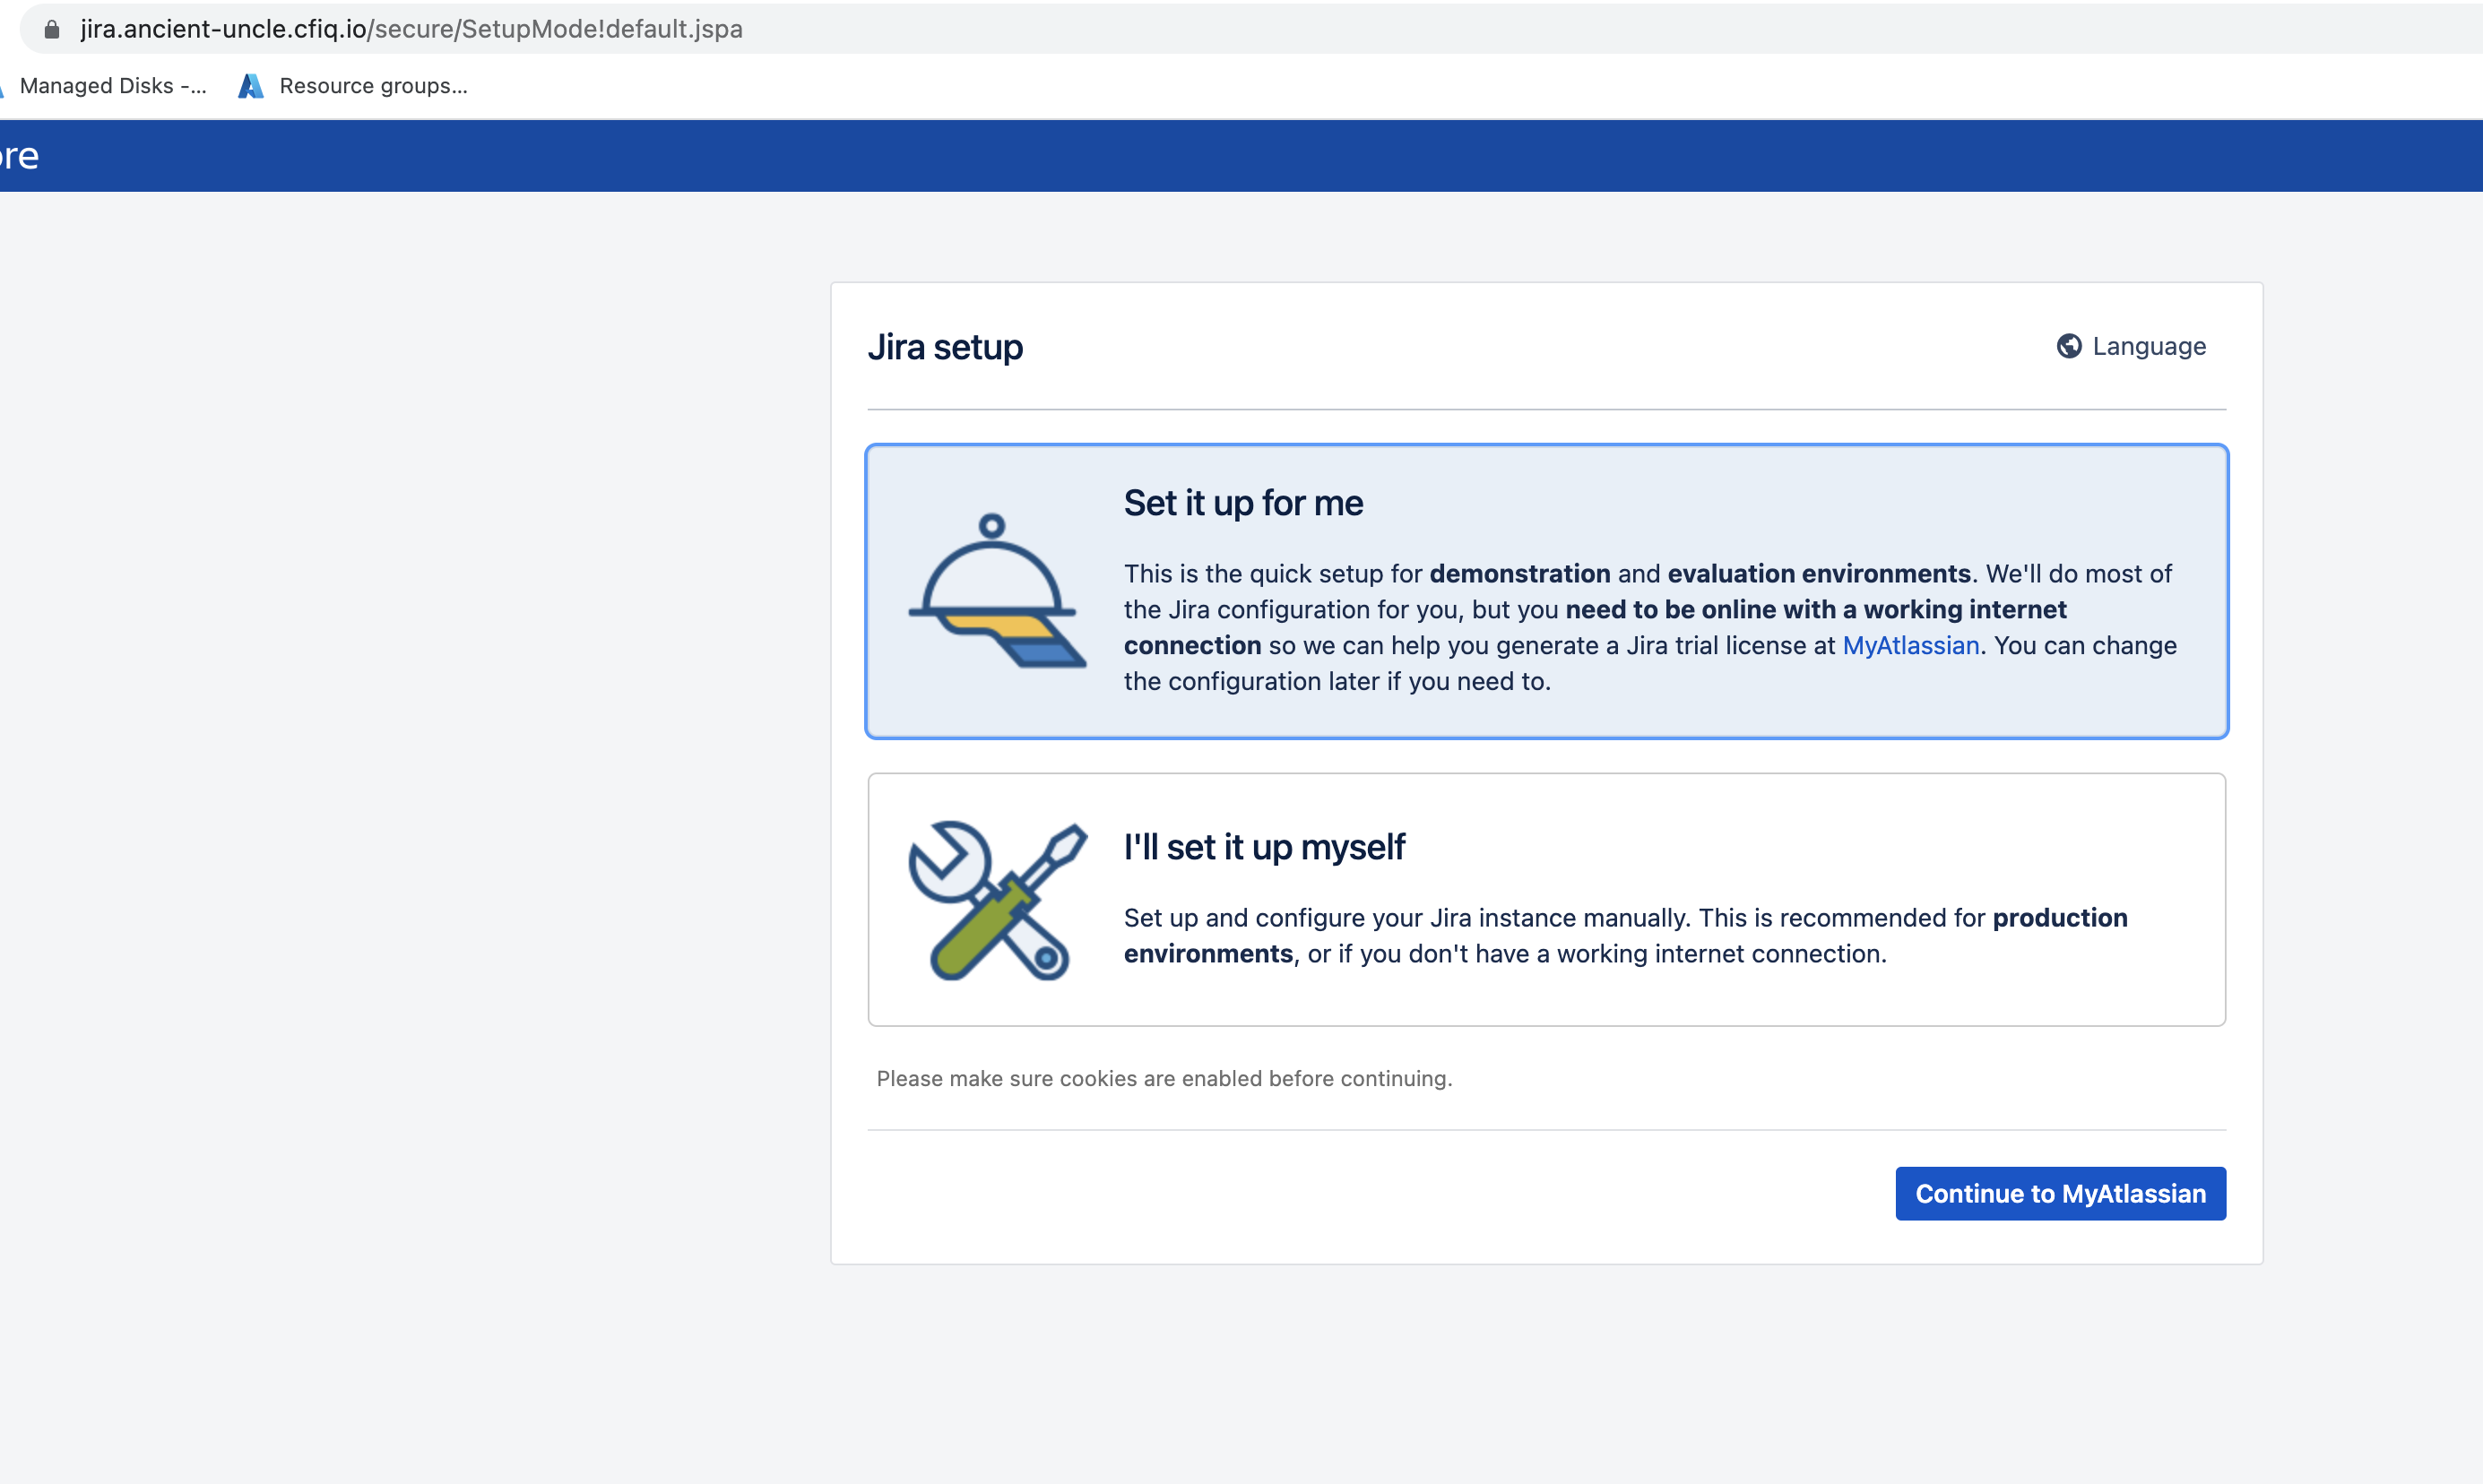 jira.ancient-uncle.cfiq.io/secure/SetupMode!default.jspa
Managed Disks -... Resource groups...
re
Jira setup Language
Set it up for me
This is the quick setup for demonstration and evaluation environments. We'll do most of
the Jira configuration for you, but you need to be online with a working internet
connection so we can help you generate a Jira trial license at MyAtlassian. You can change
the configuration later if you need to.
I'll set it up myself
Set up and configure your Jira instance manually. This is recommended for production
environments, or if you don't have a working internet connection.
Please make sure cookies are enabled before continuing.
Continue to MyAtlassian